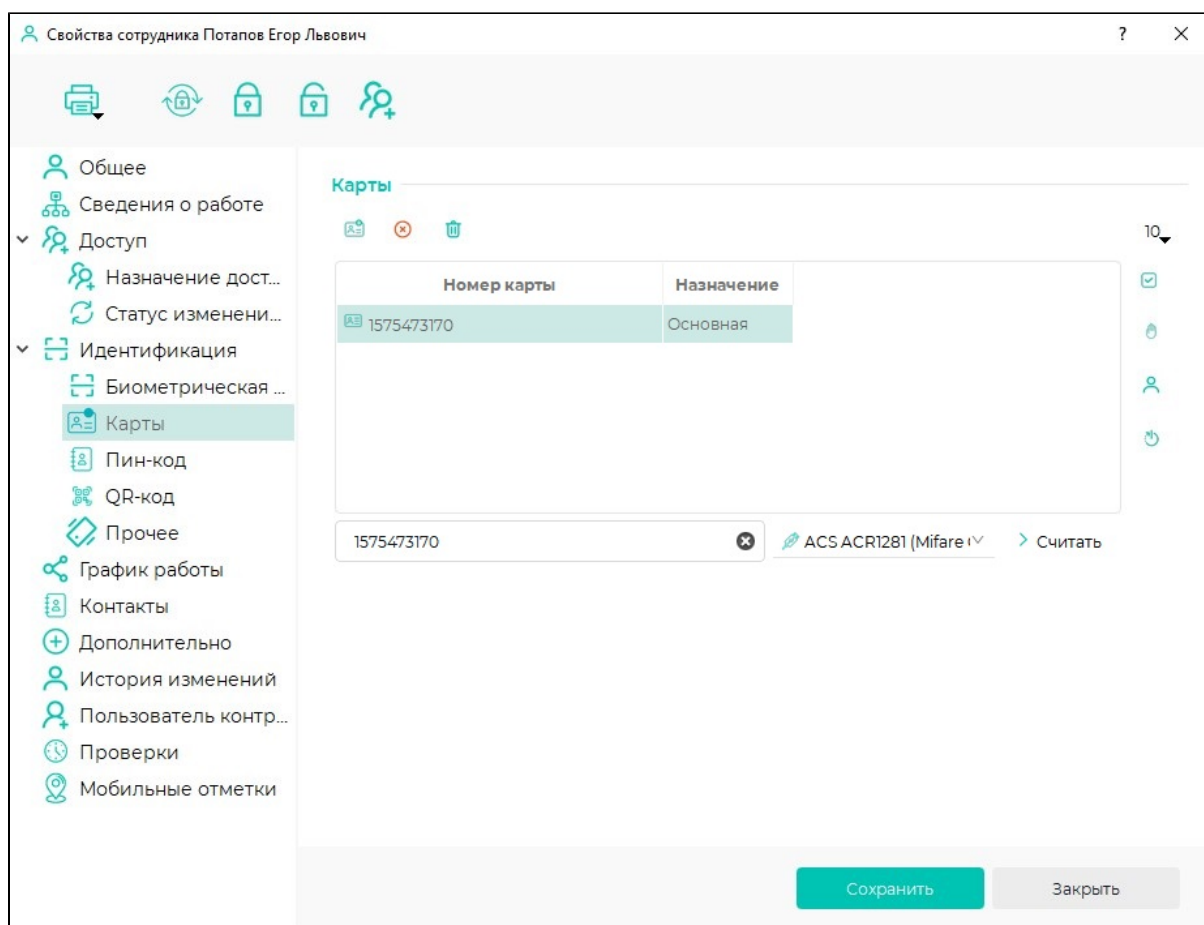 Свойства сотрудника Потапов Егор Львович
?
Общее
Сведения о работе
Доступ
Назначение дост...
Статус изменени...
Идентификация
Биометрическая ...
Карты
Пин-код
QR-код
Прочее
График работы
Контакты
Дополнительно
История изменений
Пользователь контр...
Проверки
Мобильные отметки
Карты
10
Номер карты Назначение
1575473170 Основная
1575473170 ACS ACR1281 (Mifare Считать
Сохранить Закрыть